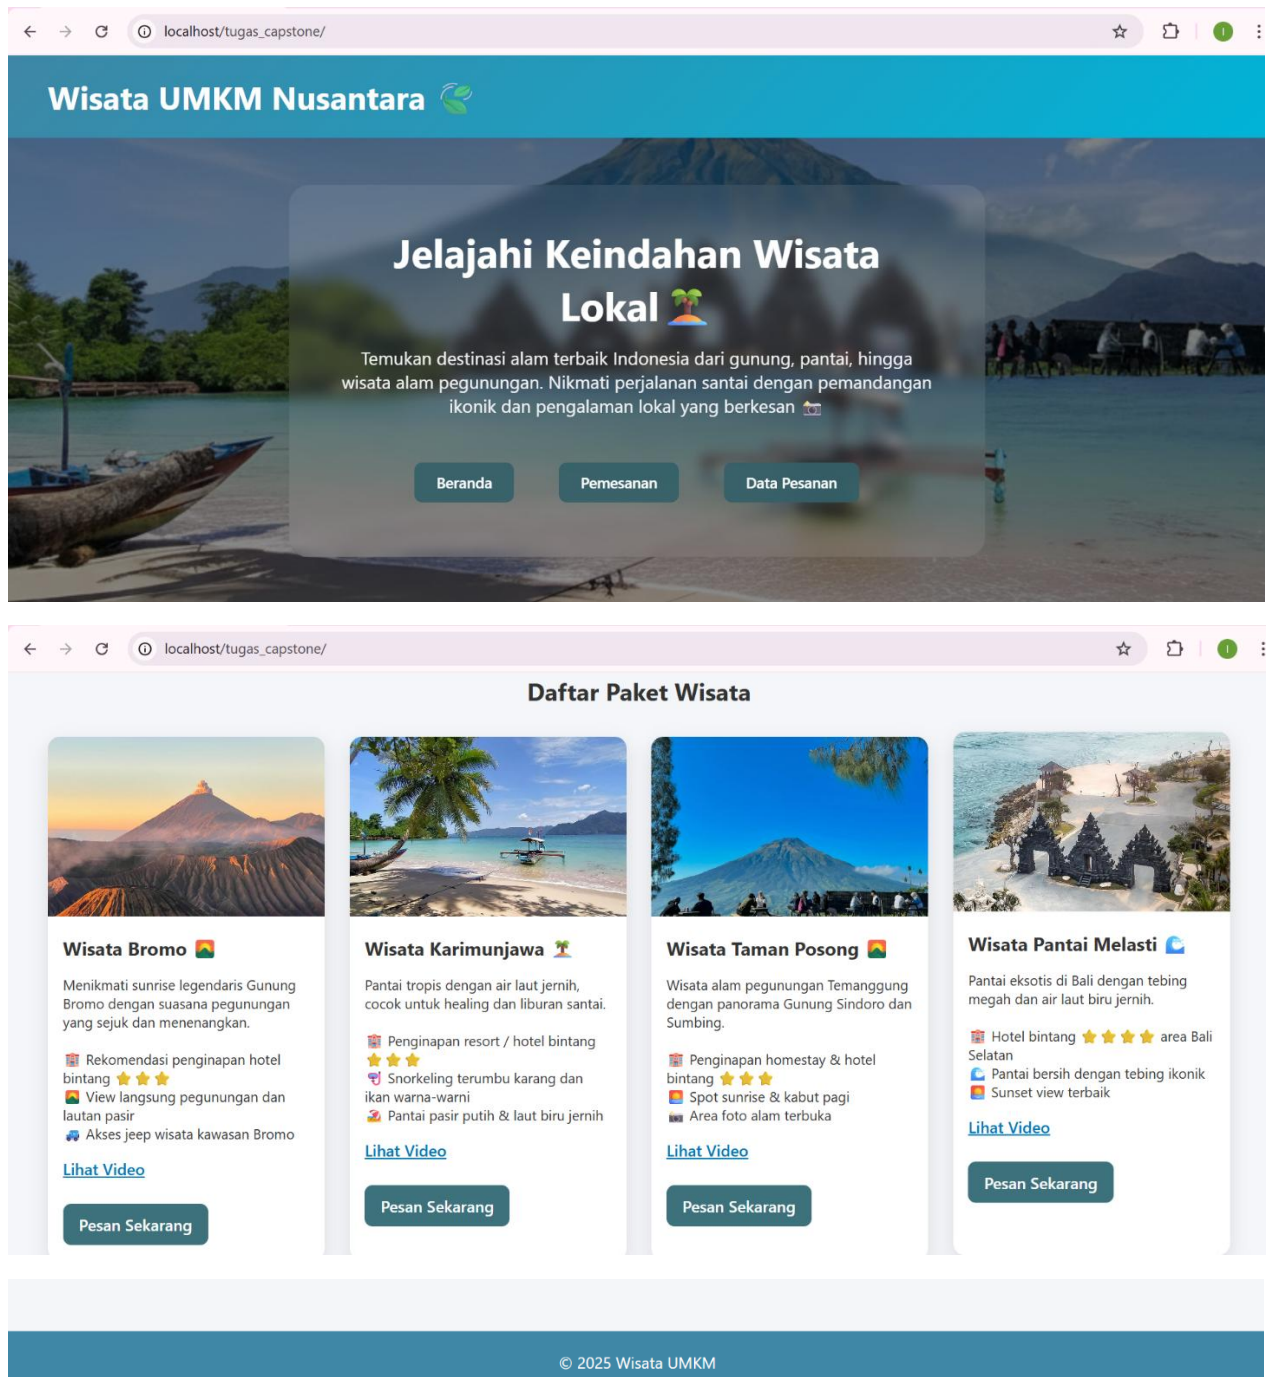 localhost/tugas_capstone/
Wisata UMKM Nusantara 🍃
Jelajahi Keindahan Wisata
Lokal 🏝️
Temukan destinasi alam terbaik Indonesia dari gunung, pantai, hingga
wisata alam pegunungan. Nikmati perjalanan santai dengan pemandangan
ikonik dan pengalaman lokal yang berkesan 📸
Beranda
Pemesanan
Data Pesanan
localhost/tugas_capstone/
Daftar Paket Wisata
Wisata Bromo 🌄
Menikmati sunrise legendaris Gunung
Bromo dengan suasana pegunungan
yang sejuk dan menenangkan.
🏨 Rekomendasi penginapan hotel
bintang ⭐ ⭐ ⭐
🌄 View langsung pegunungan dan
lautan pasir
🚙 Akses jeep wisata kawasan Bromo
Lihat Video
Pesan Sekarang
Wisata Karimunjawa 🏝️
Pantai tropis dengan air laut jernih,
cocok untuk healing dan liburan santai.
🏨 Penginapan resort / hotel bintang
⭐ ⭐ ⭐
🤿 Snorkeling terumbu karang dan
ikan warna-warni
🏖️ Pantai pasir putih & laut biru jernih
Lihat Video
Pesan Sekarang
Wisata Taman Posong 🌄
Wisata alam pegunungan Temanggung
dengan panorama Gunung Sindoro dan
Sumbing.
🏨 Penginapan homestay & hotel
bintang ⭐ ⭐ ⭐
🌅 Spot sunrise & kabut pagi
📷 Area foto alam terbuka
Lihat Video
Pesan Sekarang
Wisata Pantai Melasti 🌊
Pantai eksotis di Bali dengan tebing
megah dan air laut biru jernih.
🏨 Hotel bintang ⭐ ⭐ ⭐ ⭐ area Bali
Selatan
🌊 Pantai bersih dengan tebing ikonik
🌅 Sunset view terbaik
Lihat Video
Pesan Sekarang
© 2025 Wisata UMKM